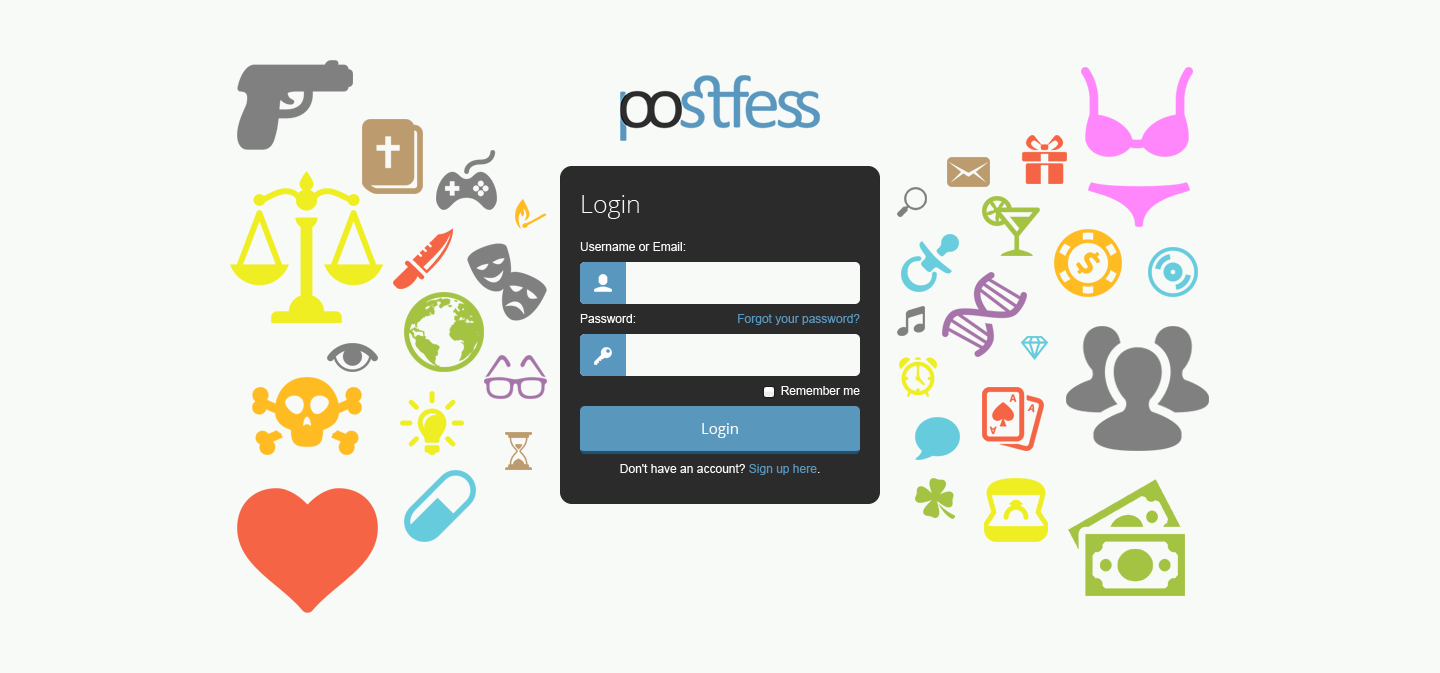 postfess
Login
Username or Email:
Password: Forgot your password?
Remember me
Login
Don't have an account? Sign up here.
$
A
A
A